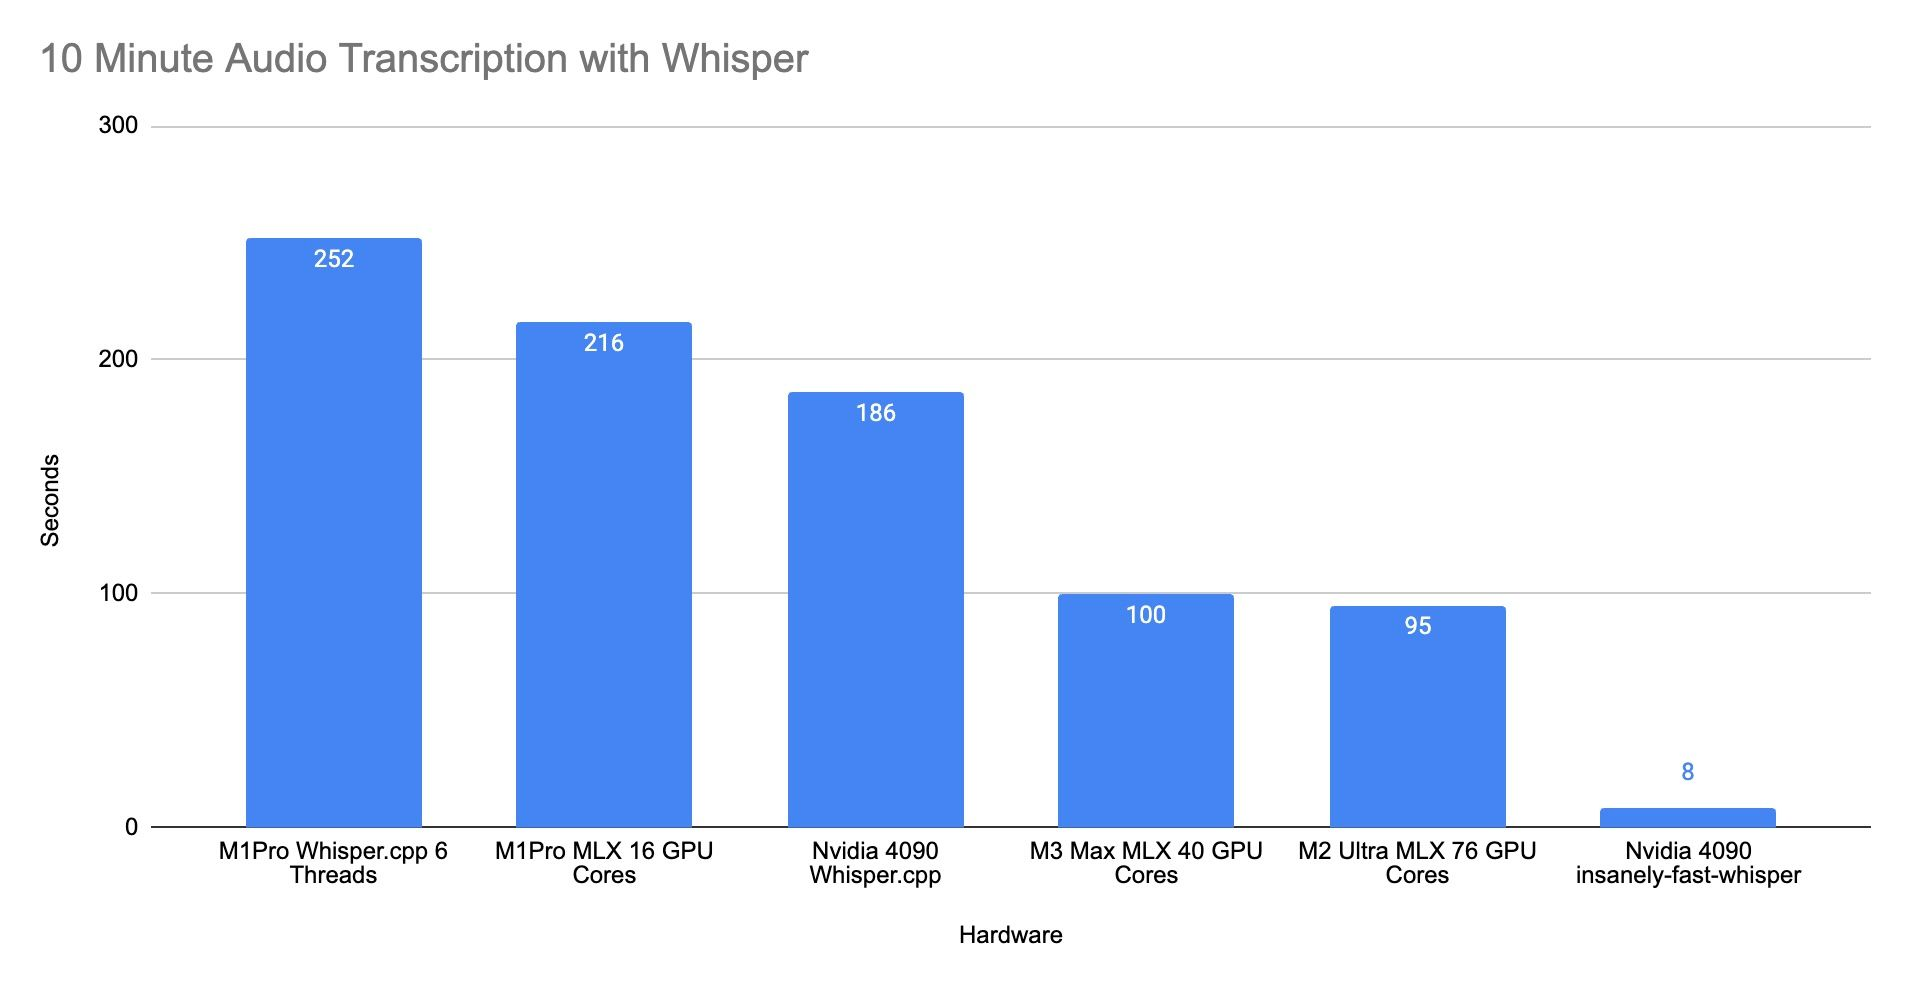 10 Minute Audio Transcription with Whisper
300
200
100
0
Seconds
252
216
186
100
95
8
M1Pro Whisper.cpp 6
Threads
M1Pro MLX 16 GPU
Cores
Nvidia 4090
Whisper.cpp
M3 Max MLX 40 GPU
Cores
M2 Ultra MLX 76 GPU
Cores
Nvidia 4090
insanely-fast-whisper
Hardware